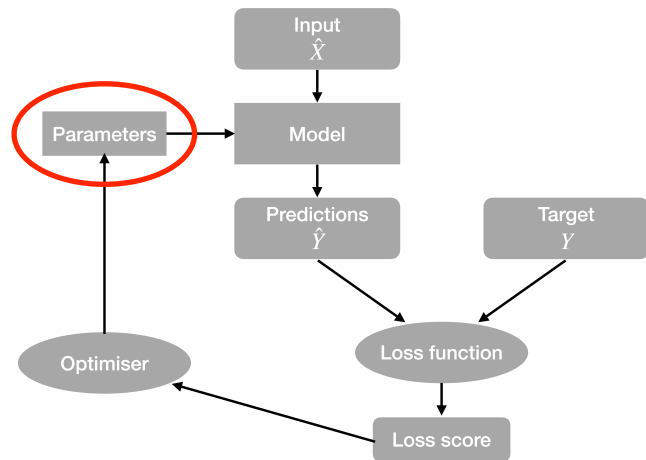 Input
X̂
Parameters
Model
Predictions
Ŷ
Target
Y
Optimiser
Loss function
Loss score